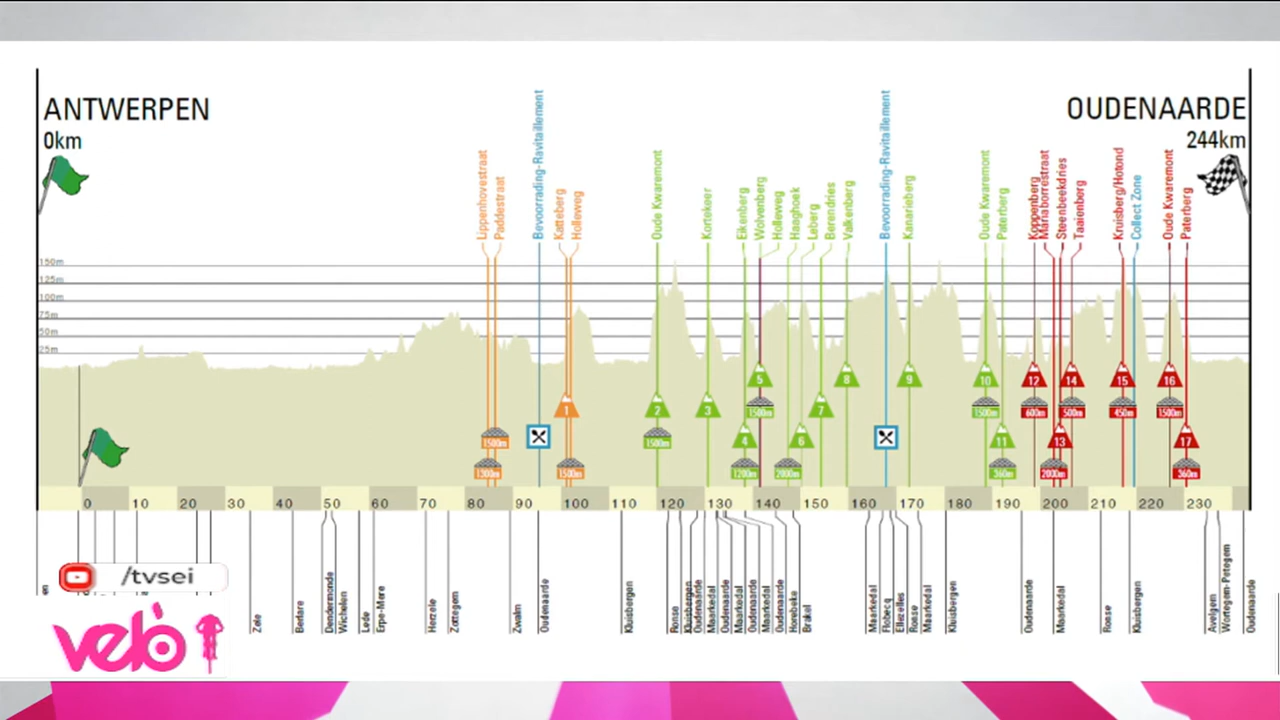 ANTWERPEN
0km
OUDENAARDE
244km
Lippenhovestraat
Paddestraat
Bevoorrading-Ravitaillement
Katteberg
Holleweg
Oude Kwaremont
Kortekeer
Eikenberg
Wolvenberg
Holleweg
Haaghoek
Leberg
Berendries
Valkenberg
Bevoorrading-Ravitaillement
Kanarieberg
Oude Kwaremont
Paterberg
Koppenberg
Mariaborrestraat
Steenbeekdries
Taaienberg
Kruisberg/Hotond
Collect Zone
Oude Kwaremont
Paterberg
150m
125m
100m
75m
50m
25m
5 8 9 10 12 14 15 16
1500m 1500m 600m 500m 450m 1500m
1 2 3 7
1500m 1500m 4 6 11 13 17
1300m 1500m 1200m 2000m 360m 2000m 360m
0 10 20 30 40 50 60 70 80 90 100 110 120 130 140 150 160 170 180 190 200 210 220 230
Zele
Berlare
Dendermonde
Wichelen
Lede
Erpe-Mere
Herzele
Zottegem
Zwalm
Oudenaarde
Kluisbergen
Ronse
Kluisbergen
Oudenaarde
Maarkedal
Oudenaarde
Maarkedal
Oudenaarde
Maarkedal
Oudenaarde
Horebeke
Brakel
Maarkedal
Flobecq
Ellezelles
Ronse
Maarkedal
Kluisbergen
Oudenaarde
Maarkedal
Ronse
Kluisbergen
Avelgem
Wortegem-Petegem
Oudenaarde
/tvsei
velò